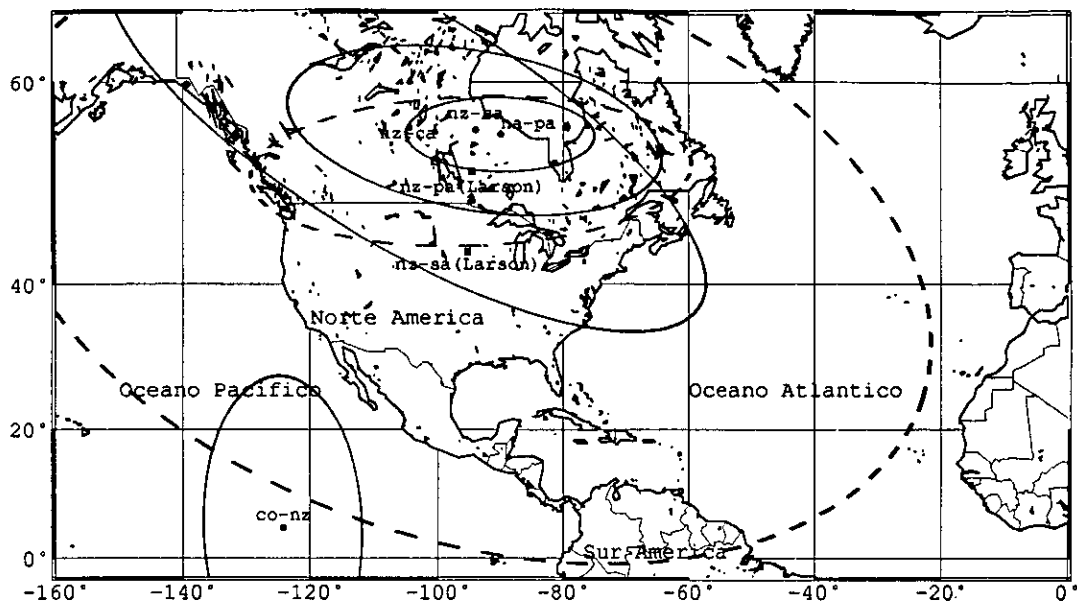 60°
nz-sa
na-pa
nz-ca
nz-pa(Larson)
nz-sa(Larson)
40°
Norte America
Oceano Pacifico
Oceano Atlantico
20°
co-nz
Sur America
0°
-160° -140° -120° -100° -80° -60° -40° -20° 0°